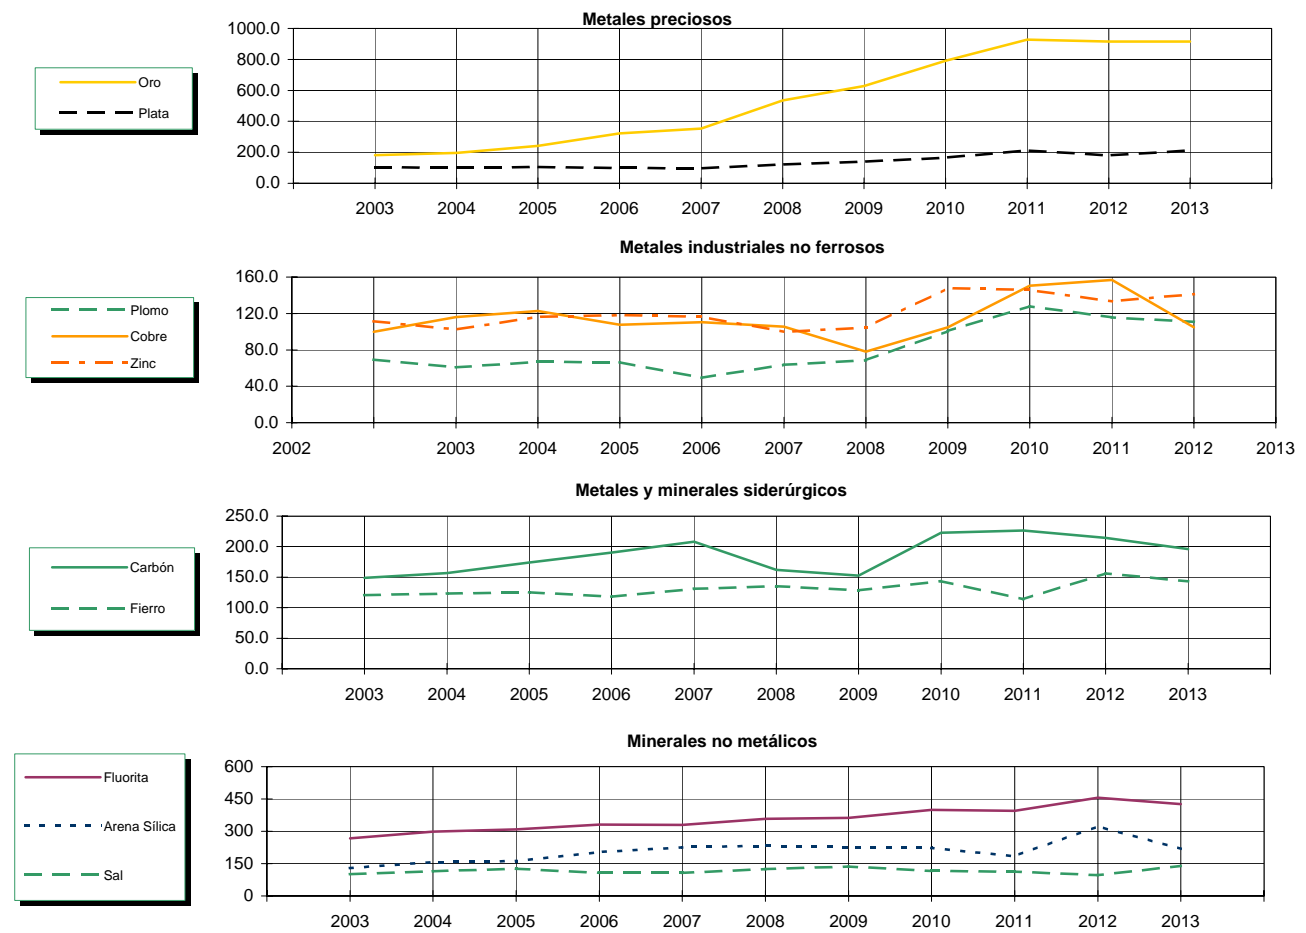 Metales preciosos
1000.0
800.0
600.0
400.0
200.0
0.0
Oro
Plata
2003 2004 2005 2006 2007 2008 2009 2010 2011 2012 2013
Metales industriales no ferrosos
160.0
120.0
80.0
40.0
0.0
Plomo
Cobre
Zinc
2002 2003 2004 2005 2006 2007 2008 2009 2010 2011 2012 2013
Metales y minerales siderúrgicos
250.0
200.0
150.0
100.0
50.0
0.0
Carbón
Fierro
2003 2004 2005 2006 2007 2008 2009 2010 2011 2012 2013
Minerales no metálicos
600
450
300
150
0
Fluorita
Arena Sílica
Sal
2003 2004 2005 2006 2007 2008 2009 2010 2011 2012 2013